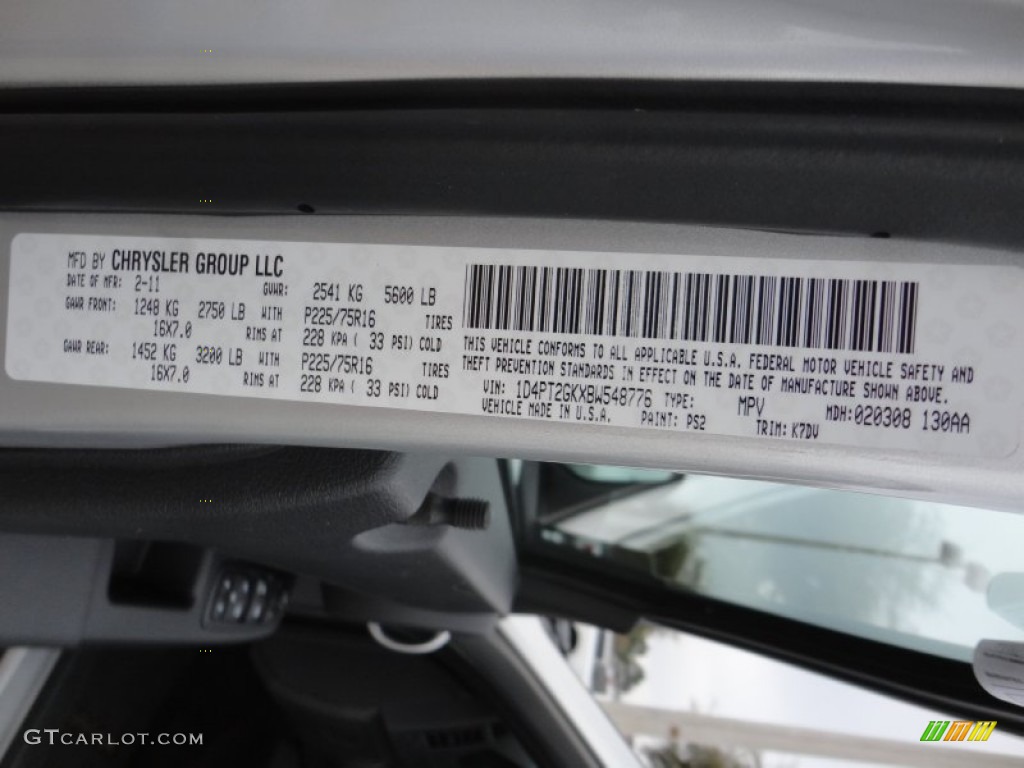 MFD BY CHRYSLER GROUP LLC
DATE OF MFR: 2-11 GVWR: 2541 KG 5600 LB
GAWR FRONT: 1248 KG 2750 LB WITH P225/75R16 TIRES
16X7.0 RIMS AT 228 KPA ( 33 PSI) COLD
GAWR REAR: 1452 KG 3200 LB WITH P225/75R16 TIRES
16X7.0 RIMS AT 228 KPA ( 33 PSI) COLD
THIS VEHICLE CONFORMS TO ALL APPLICABLE U.S.A. FEDERAL MOTOR VEHICLE SAFETY AND
THEFT PREVENTION STANDARDS IN EFFECT ON THE DATE OF MANUFACTURE SHOWN ABOVE.
VIN: 1D4PT2GKXBW548776 TYPE: MPV MDH:020308 130AA
VEHICLE MADE IN U.S.A. PAINT: PS2 TRIM: K7DV
GTCARLOT.COM